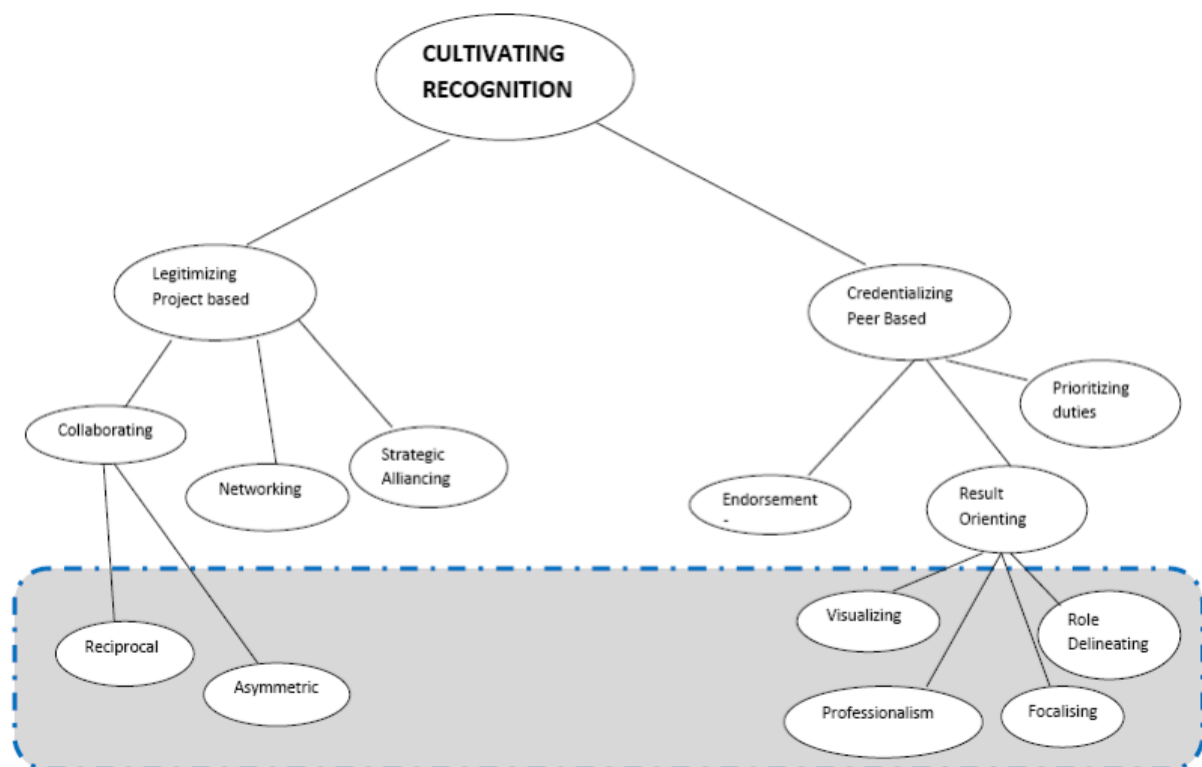 CULTIVATING
RECOGNITION
Legitimizing
Project based
Credentializing
Peer Based
Prioritizing
duties
Collaborating
Strategic
Alliancing
Networking
Endorsement
-
Result
Orienting
Visualizing
Role
Delineating
Reciprocal
Asymmetric
Professionalism
Focalising